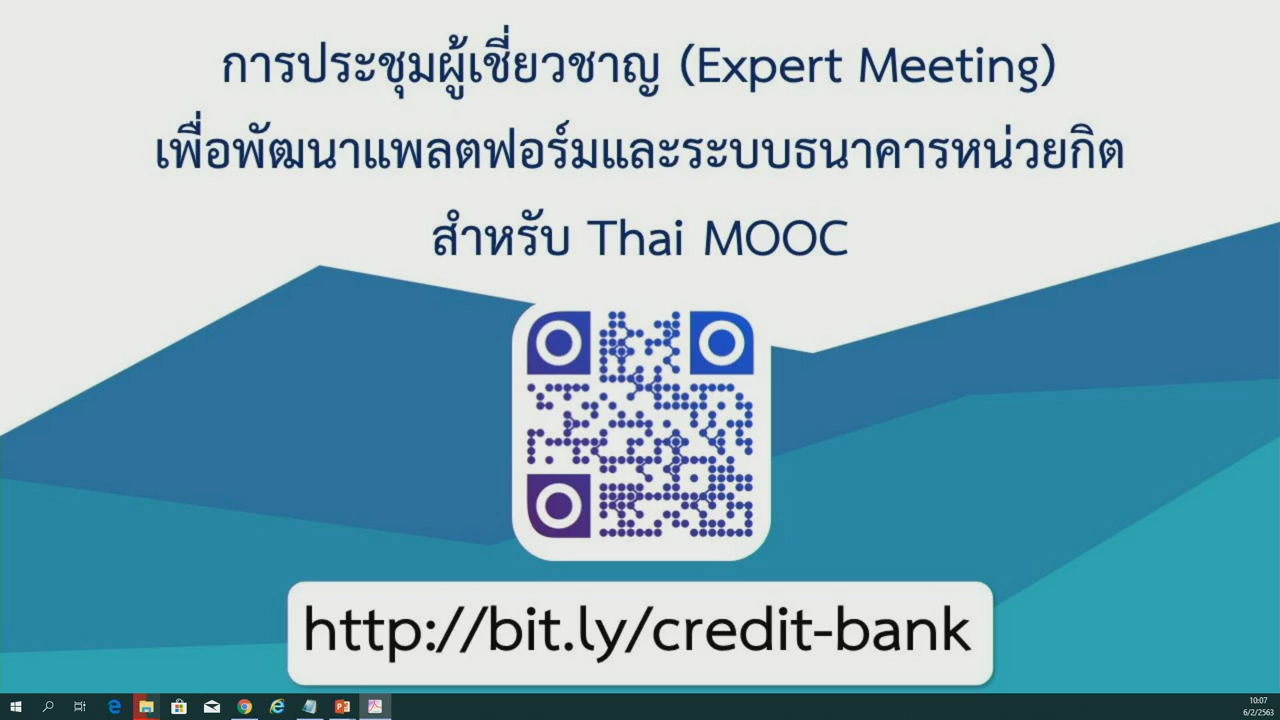 การประชุมผู้เชี่ยวชาญ (Expert Meeting)
เพื่อพัฒนาแพลตฟอร์มและระบบธนาคารหน่วยกิต
สำหรับ Thai MOOC
http://bit.ly/credit-bank
10:07
6/2/2563